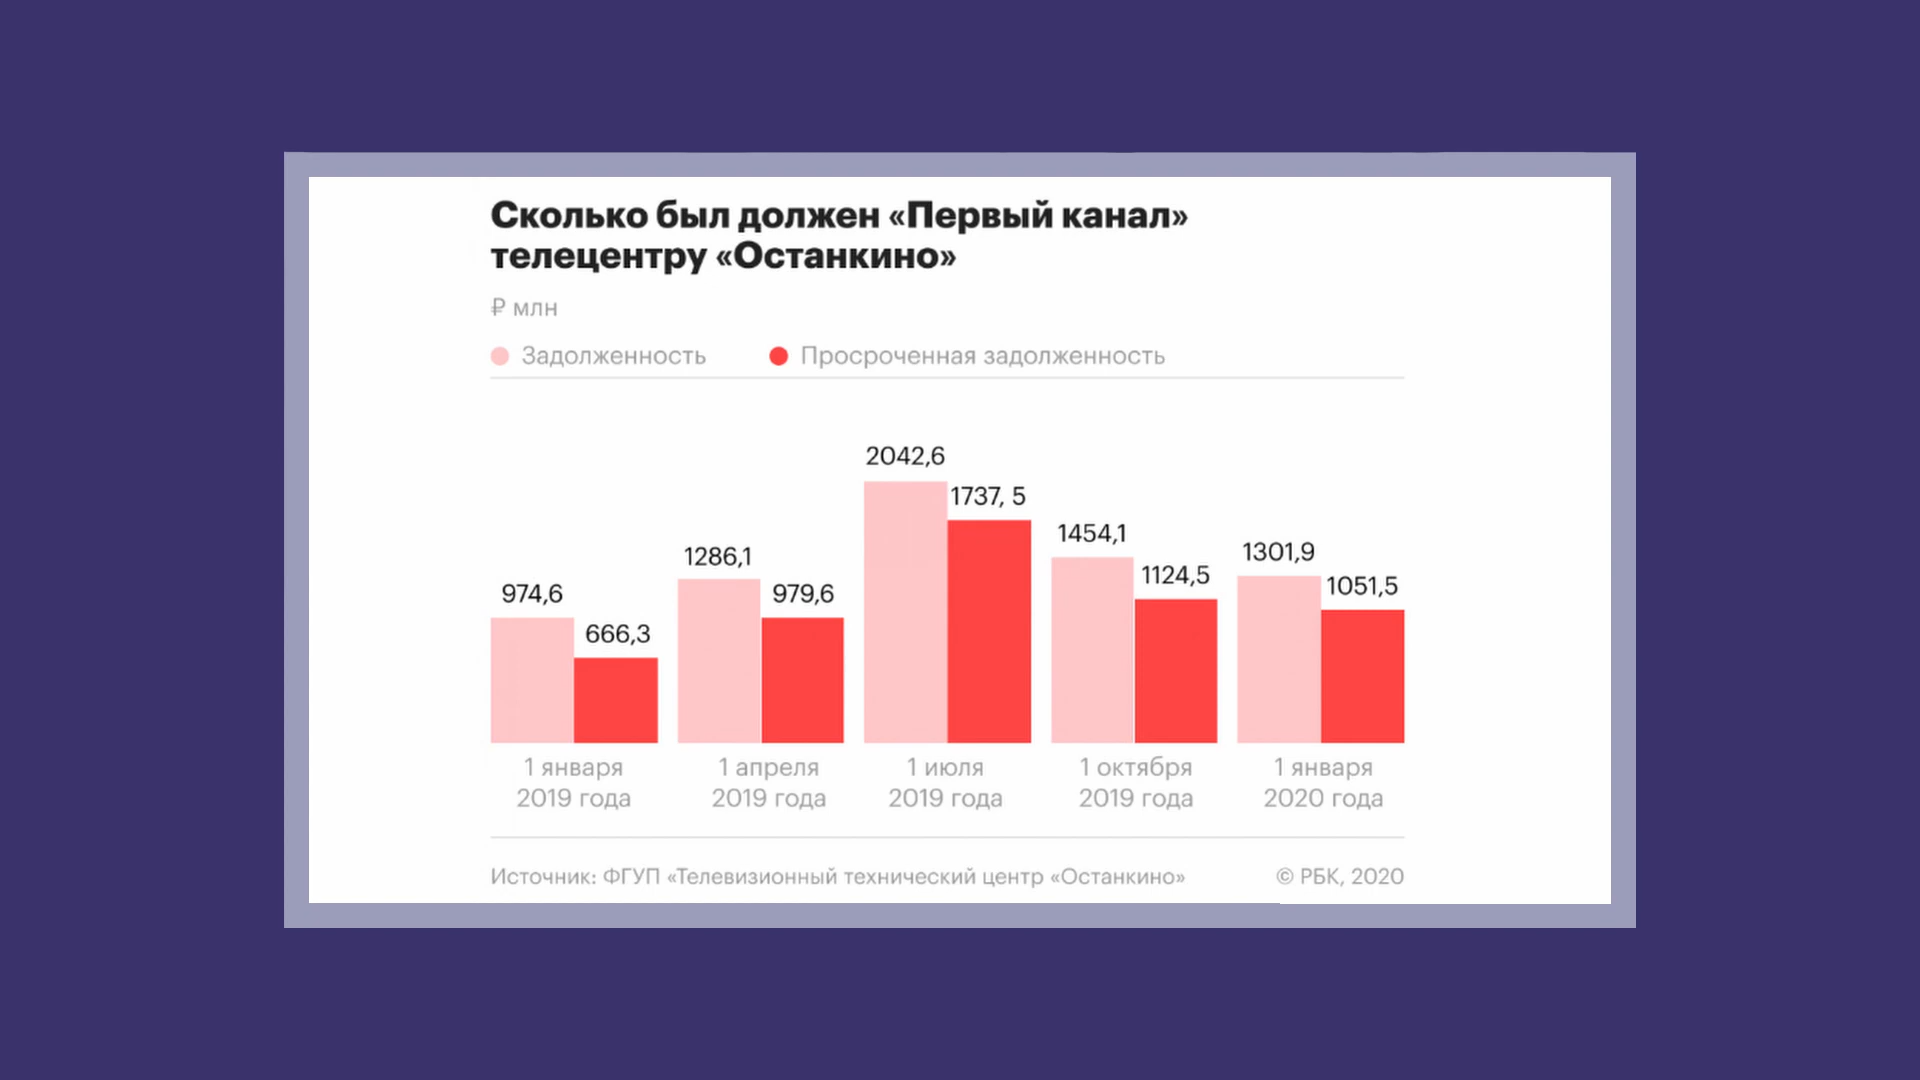 Сколько был должен «Первый канал»
телецентру «Останкино»
₽ млн
Задолженность Просроченная задолженность
2042,6
1737, 5
1454,1
1286,1
1301,9
1124,5
1051,5
974,6
979,6
666,3
1 января 1 апреля 1 июля 1 октября 1 января
2019 года 2019 года 2019 года 2019 года 2020 года
Источник: ФГУП «Телевизионный технический центр «Останкино» © РБК, 2020